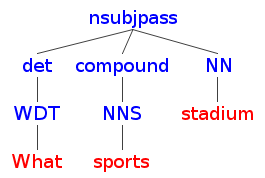 nsubjpass
det compound NN
WDT NNS stadium
What sports